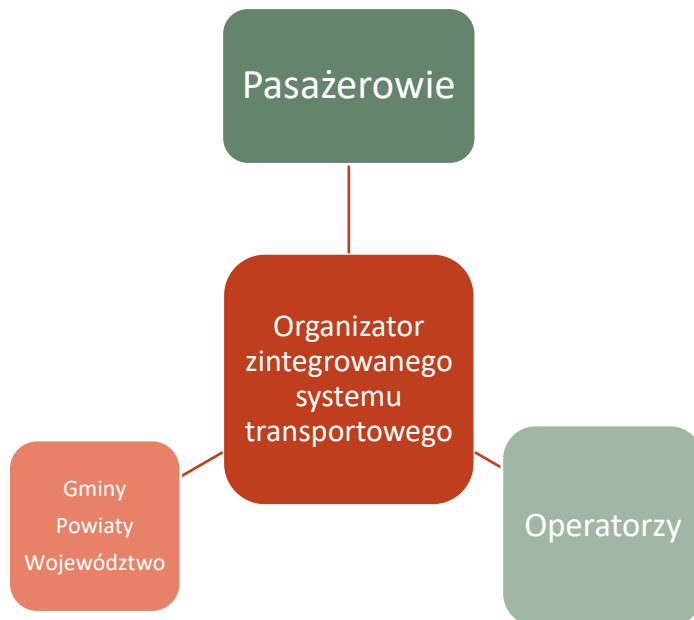 Pasażerowie
Organizator
zintegrowanego
systemu
transportowego
Gminy
Powiaty
Województwo
Operatorzy